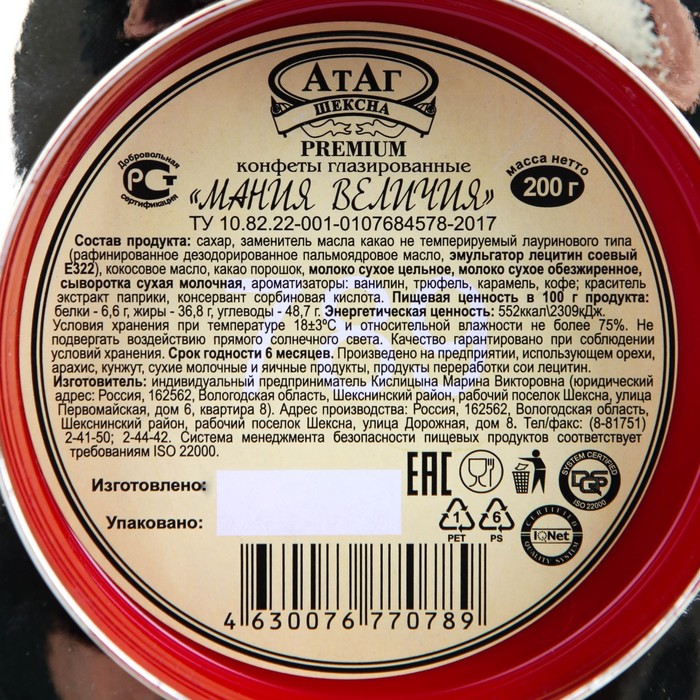 АТАГ
ШЕКСНА
PREMIUM
Добровольная
РСТ
сертификация
конфеты глазированные
«МАНИЯ ВЕЛИЧИЯ»
масса нетто
200 г
ТУ 10.82.22-001-0107684578-2017
Состав продукта: сахар, заменитель масла какао не темперируемый лауринового типа
(рафинированное дезодорированное пальмоядровое масло, эмульгатор лецитин соевый
Е322), кокосовое масло, какао порошок, молоко сухое цельное, молоко сухое обезжиренное,
сыворотка сухая молочная, ароматизаторы: ванилин, трюфель, карамель, кофе; краситель
экстракт паприки, консервант сорбиновая кислота. Пищевая ценность в 100 г продукта:
белки - 6,6 г, жиры - 36,8 г, углеводы - 48,7 г. Энергетическая ценность: 552ккал\2309кДж.
Условия хранения при температуре 18±3°С и относительной влажности не более 75%. Не
подвергать воздействию прямого солнечного света. Качество гарантировано при соблюдении
условий хранения. Срок годности 6 месяцев. Произведено на предприятии, использующем орехи,
арахис, кунжут, сухие молочные и яичные продукты, продукты переработки сои лецитин.
Изготовитель: индивидуальный предприниматель Кислицына Марина Викторовна (юридический
адрес: Россия, 162562, Вологодская область, Шекснинский район, рабочий поселок Шексна, улица
Первомайская, дом 6, квартира 8). Адрес производства: Россия, 162562, Вологодская область,
Шекснинский район, рабочий поселок Шексна, улица Дорожная, дом 8. Тел/факс: (8-81751)
2-41-50; 2-44-42. Система менеджмента безопасности пищевых продуктов соответствует
требованиям ISO 22000.
789
Изготовлено:
Упаковано:
ЕАС
1
PET
6
PS
SYSTEM CERTIFIED
DQS
ISO 22000
CERTIFIED
IQNet
QUALITY SYSTEM
4 630076 770789